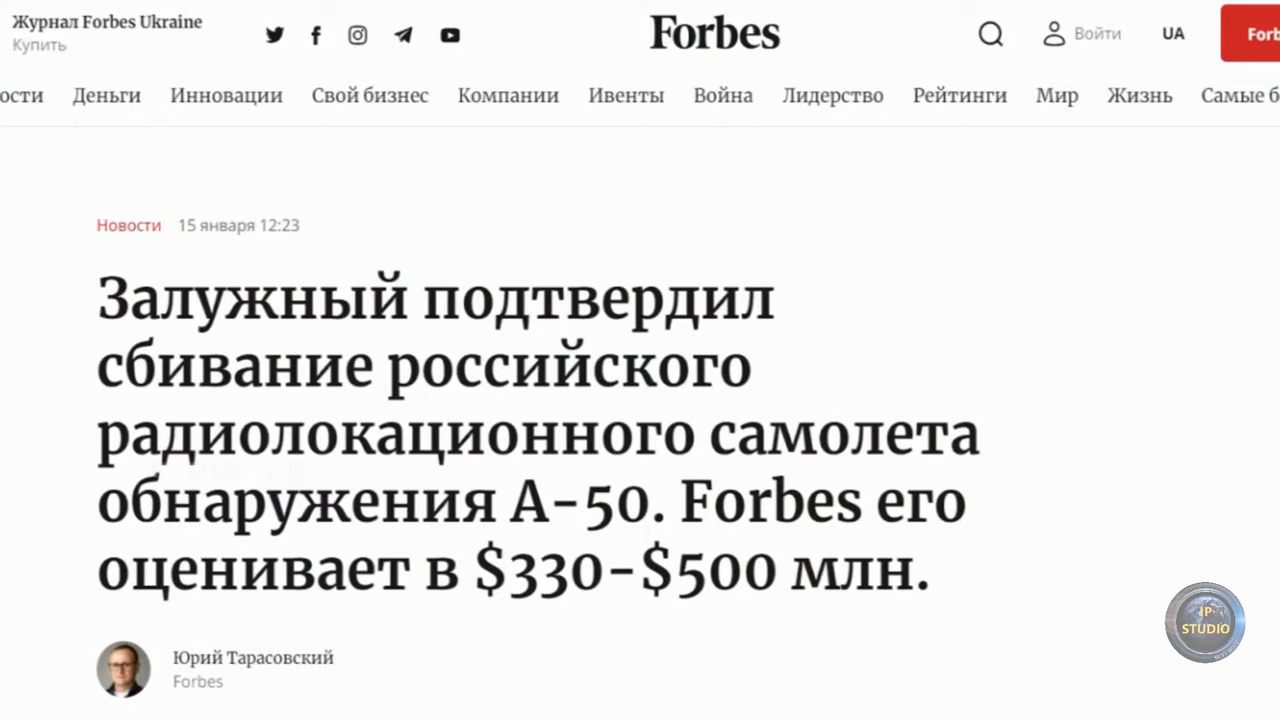 Журнал Forbes Ukraine
Купить
Forbes
Войти
UA
Forb
ости Деньги Инновации Свой бизнес Компании Ивенты Война Лидерство Рейтинги Мир Жизнь Самые б
Новости 15 января 12:23
Залужный подтвердил
сбивание российского
радиолокационного самолета
обнаружения А-50. Forbes его
оценивает в $330-$500 млн.
IP
STUDIO
Юрий Тарасовский
Forbes